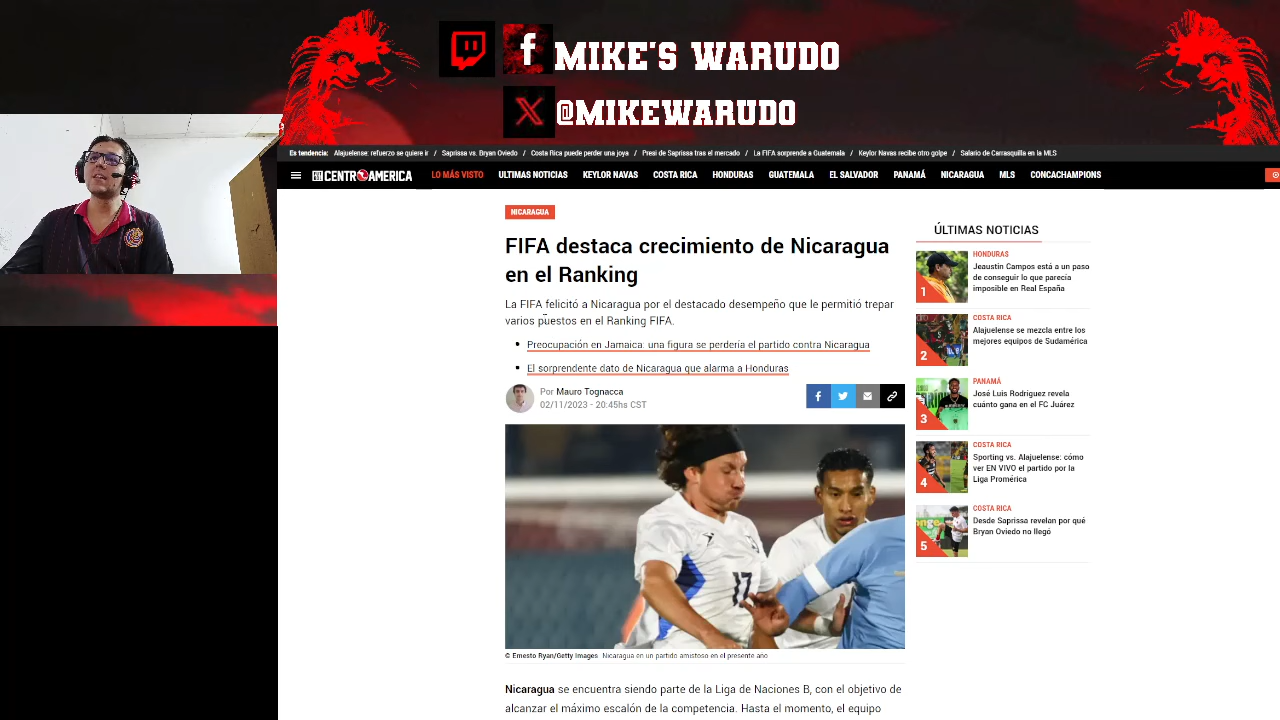 MIKE'S WARUDO
@MIKEWARUDO
Es tendencia: Alajuelense: refuerzo se quiere ir / Saprissa vs. Bryan Oviedo / Costa Rica puede perder una joya / Presi de Saprissa tras el mercado / La FIFA sorprende a Guatemala / Keylor Navas recibe otro golpe / Salario de Carrasquilla en la MLS
CENTROAMERICA LO MÁS VISTO ULTIMAS NOTICIAS KEYLOR NAVAS COSTA RICA HONDURAS GUATEMALA EL SALVADOR PANAMÁ NICARAGUA MLS CONCACHAMPIONS
NICARAGUA
FIFA destaca crecimiento de Nicaragua
en el Ranking
La FIFA felicitó a Nicaragua por el destacado desempeño que le permitió trepar
varios puestos en el Ranking FIFA.
Preocupación en Jamaica: una figura se perdería el partido contra Nicaragua
El sorprendente dato de Nicaragua que alarma a Honduras
Por Mauro Tognacca
02/11/2023 - 20:45hs CST
17
© Ernesto Ryan/Getty Images Nicaragua en un partido amistoso en el presente ano
Nicaragua se encuentra siendo parte de la Liga de Naciones B, con el objetivo de
alcanzar el máximo escalón de la competencia. Hasta el momento, el equipo
ÚLTIMAS NOTICIAS
1
HONDURAS
Jeaustin Campos está a un paso
de conseguir lo que parecía
imposible en Real España
2
COSTA RICA
Alajuelense se mezcla entre los
mejores equipos de Sudamérica
3
PANAMÁ
José Luis Rodríguez revela
cuánto gana en el FC Juárez
4
COSTA RICA
Sporting vs. Alajuelense: cómo
ver EN VIVO el partido por la
Liga Promérica
5
COSTA RICA
Desde Saprissa revelan por qué
Bryan Oviedo no llegó